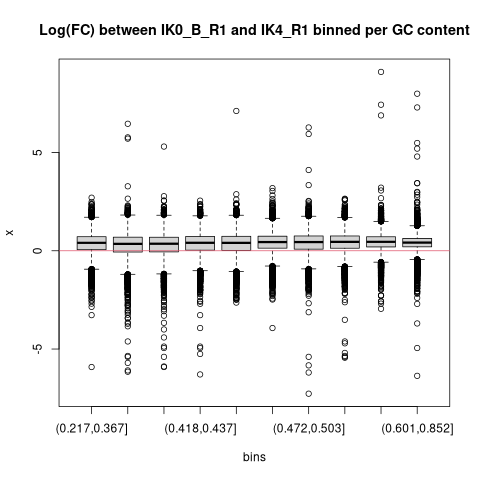 Log(FC) between IK0_B_R1 and IK4_R1 binned per GC content
5
0
-5
x
(0.217,0.367] (0.418,0.437] (0.472,0.503] (0.601,0.852]
bins